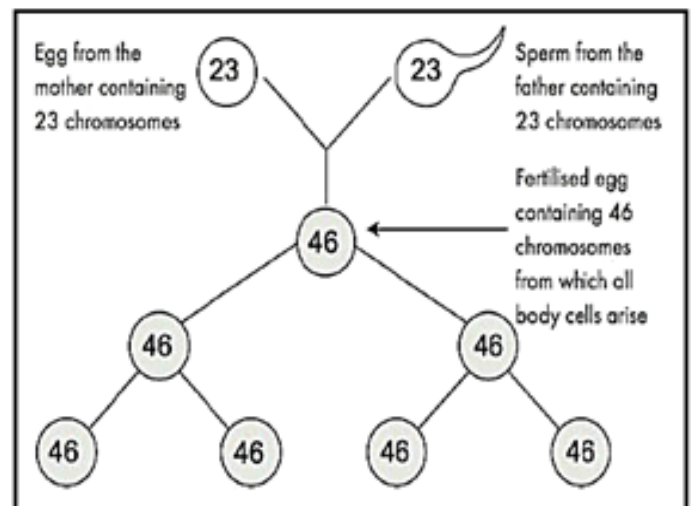 Egg from the
mother containing
23 chromosomes
23
23
Sperm from the
father containing
23 chromosomes
Fertilised egg
containing 46
chromosomes
from which all
body cells arise
46
46
46
46
46
46
46